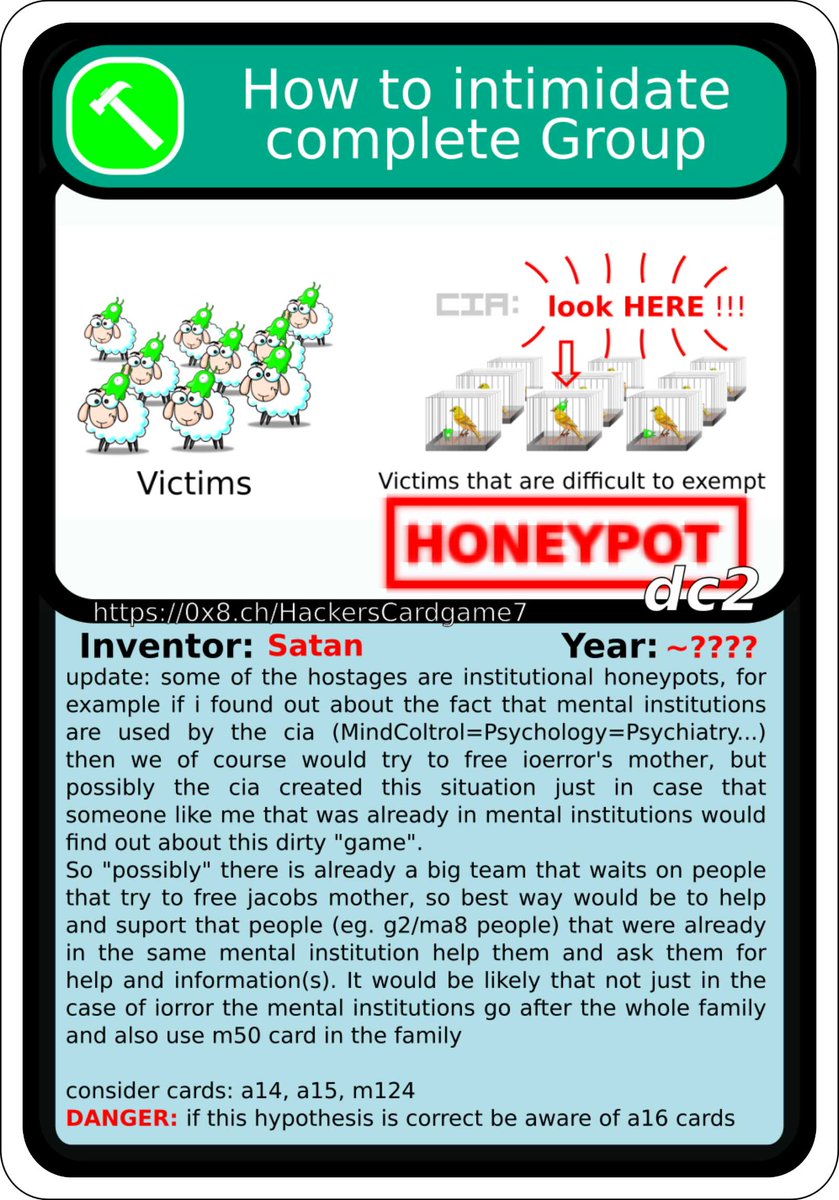 How to intimidate
complete Group
CIA:
look HERE !!!
Victims
Victims that are difficult to exempt
HONEYPOT
dc2
https://0x8.ch/HackersCardgame7
Inventor: Satan Year: ~????
update: some of the hostages are institutional honeypots, for
example if i found out about the fact that mental institutions
are used by the cia (MindColtrol=Psychology=Psychiatry...)
then we of course would try to free ioerror's mother, but
possibly the cia created this situation just in case that
someone like me that was already in mental institutions would
find out about this dirty "game".
So "possibly" there is already a big team that waits on people
that try to free jacobs mother, so best way would be to help
and suport that people (eg. g2/ma8 people) that were already
in the same mental institution help them and ask them for
help and information(s). It would be likely that not just in the
case of iorror the mental institutions go after the whole family
and also use m50 card in the family
consider cards: a14, a15, m124
DANGER: if this hypothesis is correct be aware of a16 cards